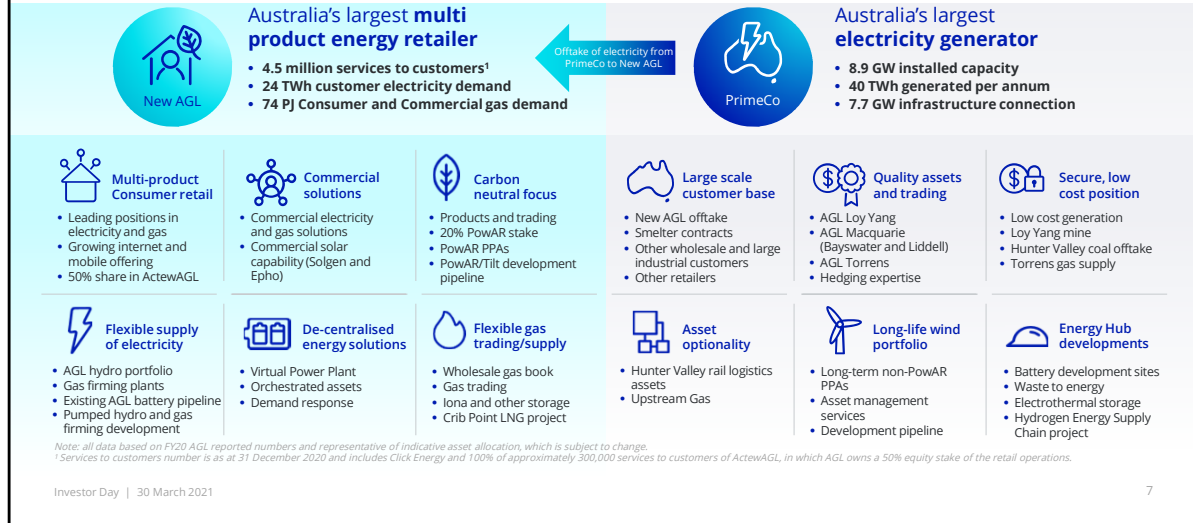 Australia's largest multi
product energy retailer
• 4.5 million services to customers¹
• 24 TWh customer electricity demand
• 74 PJ Consumer and Commercial gas demand
New AGL
Offtake of electricity from
PrimeCo to New AGL
PrimeCo
Australia's largest
electricity generator
• 8.9 GW installed capacity
• 40 TWh generated per annum
• 7.7 GW infrastructure connection
Multi-product
Consumer retail
• Leading positions in
electricity and gas
• Growing internet and
mobile offering
• 50% share in ActewAGL
Commercial
solutions
• Commercial electricity
and gas solutions
• Commercial solar
capability (Solgen and
Epho)
Carbon
neutral focus
• Products and trading
• 20% PowAR stake
• PowAR PPAs
• PowAR/Tilt development
pipeline
Large scale
customer base
• New AGL offtake
• Smelter contracts
• Other wholesale and large
industrial customers
• Other retailers
$
Quality assets
and trading
• AGL Loy Yang
• AGL Macquarie
(Bayswater and Liddell)
• AGL Torrens
• Hedging expertise
$
Secure, low
cost position
• Low cost generation
• Loy Yang mine
• Hunter Valley coal offtake
• Torrens gas supply
Flexible supply
of electricity
• AGL hydro portfolio
• Gas firming plants
• Existing AGL battery pipeline
• Pumped hydro and gas
firming development
De-centralised
energy solutions
• Virtual Power Plant
• Orchestrated assets
• Demand response
Flexible gas
trading/supply
• Wholesale gas book
• Gas trading
• Iona and other storage
• Crib Point LNG project
Asset
optionality
• Hunter Valley rail logistics
assets
• Upstream Gas
Long-life wind
portfolio
• Long-term non-PowAR
PPAs
• Asset management
services
• Development pipeline
Energy Hub
developments
• Battery development sites
• Waste to energy
• Electrothermal storage
• Hydrogen Energy Supply
Chain project
Note: all data based on FY20 AGL reported numbers and representative of indicative asset allocation, which is subject to change.
¹ Services to customers number is as at 31 December 2020 and includes Click Energy and 100% of approximately 300,000 services to customers of ActewAGL, in which AGL owns a 50% equity stake of the retail operations.
Investor Day | 30 March 2021
7